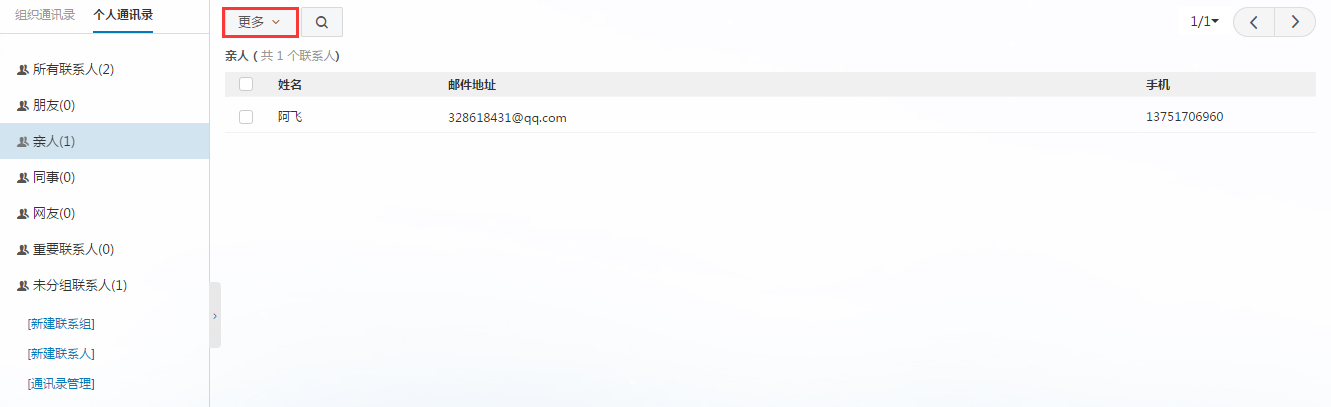 组织通讯录 个人通讯录
所有联系人(2)
朋友(0)
亲人(1)
同事(0)
网友(0)
重要联系人(0)
未分组联系人(1)
[新建联系组]
[新建联系人]
[通讯录管理]
更多 1/1
亲人 ( 共 1 个联系人)
姓名 邮件地址 手机
阿飞 328618431@qq.com 13751706960